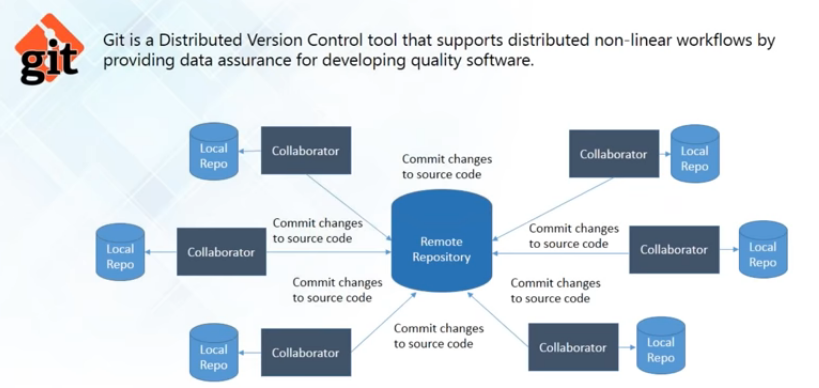 git
Git is a Distributed Version Control tool that supports distributed non-linear workflows by
providing data assurance for developing quality software.
Local
Repo
Collaborator
Commit changes
to source code
Collaborator
Local
Repo
Local
Repo
Collaborator
Commit changes
to source code
Remote
Repository
Commit changes
to source code
Collaborator
Local
Repo
Commit changes
to source code
Commit changes
to source code
Local
Repo
Collaborator
Commit changes
to source code
Collaborator
Local
Repo